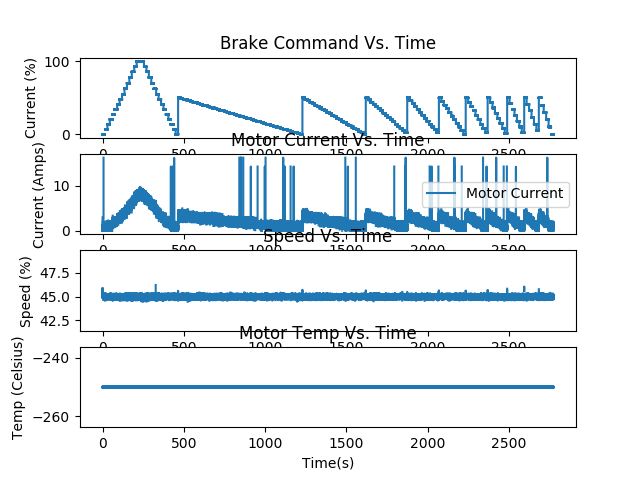 Brake Command Vs. Time
Current (%)
100
0
0 500 1000 1500 2000 2500
Motor Current Vs. Time
Current (Amps)
10
0
Motor Current
0 500 1000 1500 2000 2500
Speed Vs. Time
Speed (%)
47.5
45.0
42.5
0 500 1000 1500 2000 2500
Motor Temp Vs. Time
Temp (Celsius)
−240
−260
0 500 1000 1500 2000 2500
Time(s)